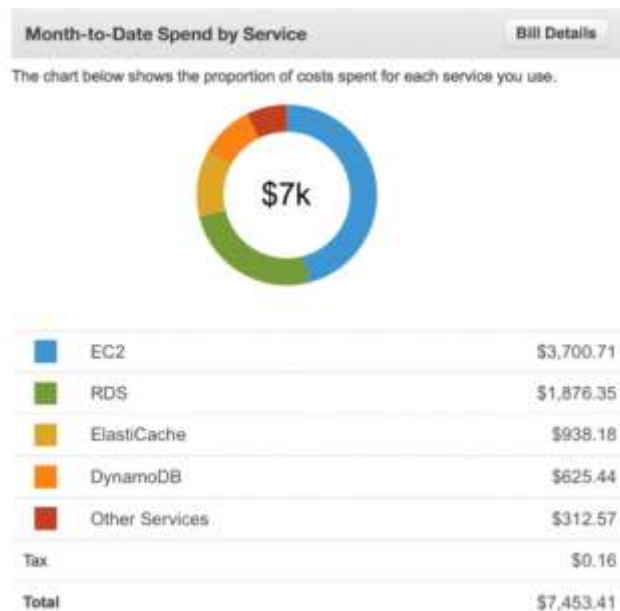 Month-to-Date Spend by Service Bill Details
The chart below shows the proportion of costs spent for each service you use.
$7k
EC2 $3,700.71
RDS $1,876.35
ElastiCache $938.18
DynamoDB $625.44
Other Services $312.57
Tax $0.16
Total $7,453.41